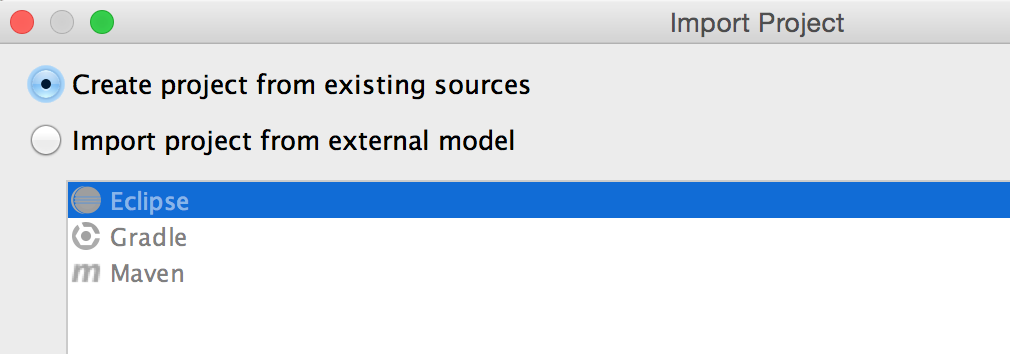 Import Project
Create project from existing sources
Import project from external model
Eclipse
Gradle
Maven